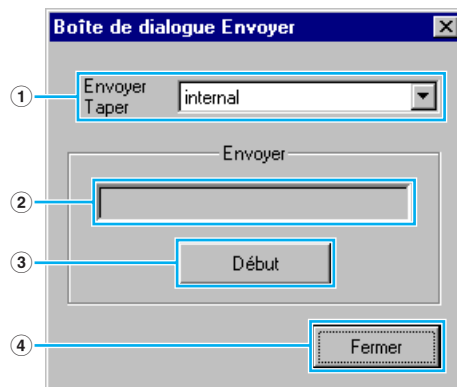 Boîte de dialogue Envoyer
① Envoyer
Taper internal
Envoyer
②
③ Début
④ Fermer